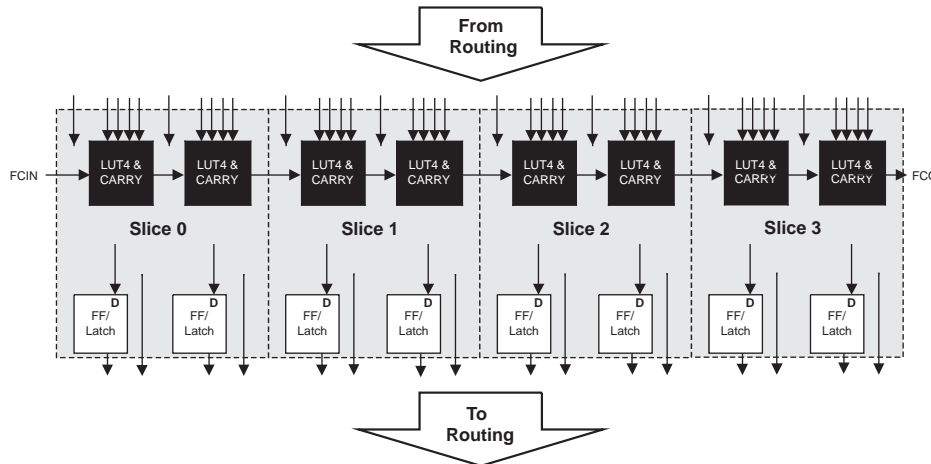 From
Routing
LUT4 &
CARRY
LUT4 &
CARRY
LUT4 &
CARRY
LUT4 &
CARRY
LUT4 &
CARRY
LUT4 &
CARRY
LUT4 &
CARRY
LUT4 &
CARRY
FCIN
FCO
Slice 0
Slice 1
Slice 2
Slice 3
D
FF/
Latch
D
FF/
Latch
D
FF/
Latch
D
FF/
Latch
D
FF/
Latch
D
FF/
Latch
D
FF/
Latch
D
FF/
Latch
To
Routing